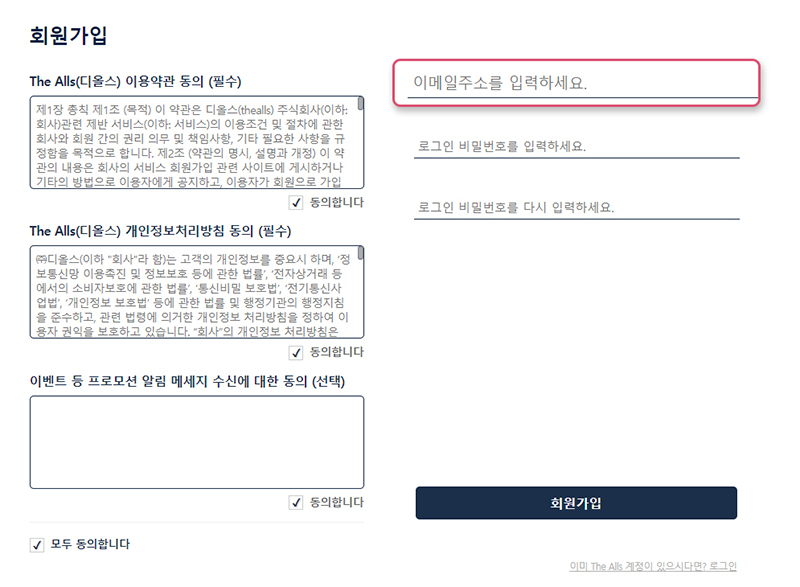 회원가입
The Alls(디올스) 이용약관 동의 (필수)
제1장 총칙 제1조 (목적) 이 약관은 디올스(thealls) 주식회사(이하:
회사)관련 제반 서비스(이하: 서비스)의 이용조건 및 절차에 관한
회사와 회원 간의 권리 의무 및 책임사항, 기타 필요한 사항을 규
정함을 목적으로 합니다. 제2조 (약관의 명시, 설명과 개정) 이 약
관의 내용은 회사의 서비스 회원가입 관련 사이트에 게시하거나
기타의 방법으로 이용자에게 공지하고, 이용자가 회원으로 가입
동의합니다
The Alls(디올스) 개인정보처리방침 동의 (필수)
㈜디올스(이하 "회사"라 함)는 고객의 개인정보를 중요시 하며, '정
보통신망 이용촉진 및 정보보호 등에 관한 법률', '전자상거래 등
에서의 소비자보호에 관한 법률', '통신비밀 보호법', '전기통신사
업법', '개인정보 보호법' 등에 관한 법률 및 행정기관의 행정지침
을 준수하고, 관련 법령에 의거한 개인정보 처리방침을 정하여 이
용자 권익을 보호하고 있습니다. "회사"의 개인정보 처리방침은
동의합니다
이벤트 등 프로모션 알림 메세지 수신에 대한 동의 (선택)
동의합니다
모두 동의합니다
이메일주소를 입력하세요.
로그인 비밀번호를 입력하세요.
로그인 비밀번호를 다시 입력하세요.
회원가입
이미 The Alls 계정이 있으시다면? 로그인